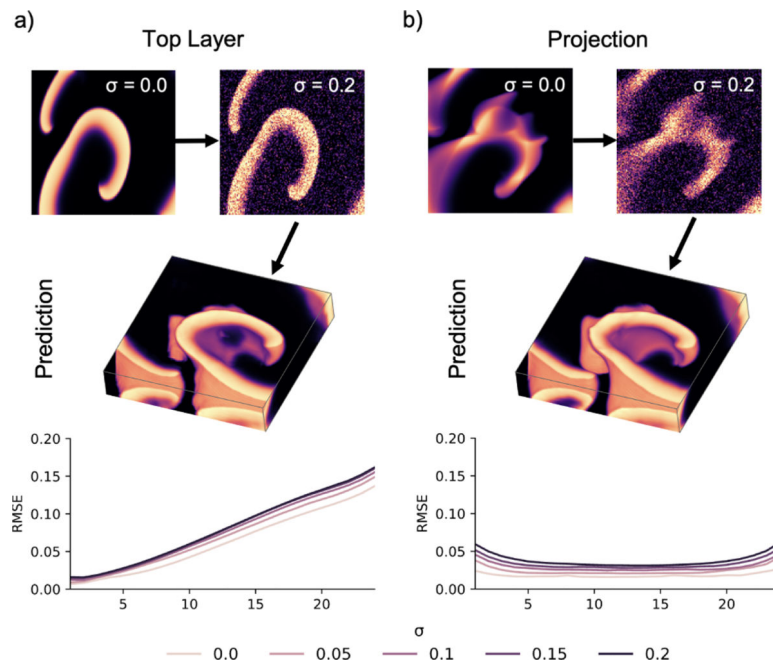 a)
Top Layer
σ = 0.0
σ = 0.2
Prediction
0.20
0.15
0.10
0.05
0.00
RMSE
5
10
15
20
b)
Projection
σ = 0.0
σ = 0.2
Prediction
0.20
0.15
0.10
0.05
0.00
RMSE
5
10
15
20
σ
0.0 0.05 0.1 0.15 0.2